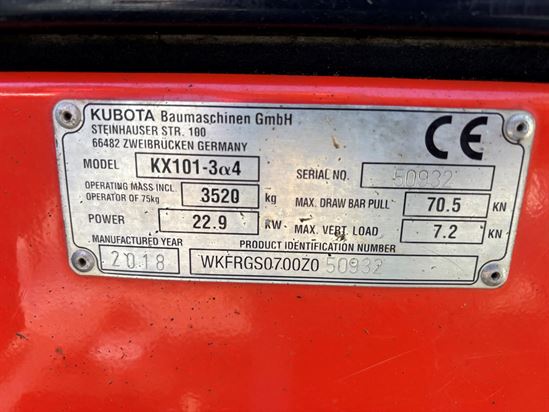 KUBOTA Baumaschinen GmbH
STEINHAUSER STR. 100
66482 ZWEIBRÜCKEN GERMANY
CE
MODEL KX101-3α4 SERIAL NO. 50932
OPERATING MASS INCL. OPERATOR OF 75kg 3520 kg MAX. DRAW BAR PULL 70.5 KN
POWER 22.9 KW MAX. VERT. LOAD 7.2 KN
MANUFACTURED YEAR PRODUCT IDENTIFICATION NUMBER
2018 WKFRGS0700Z050932